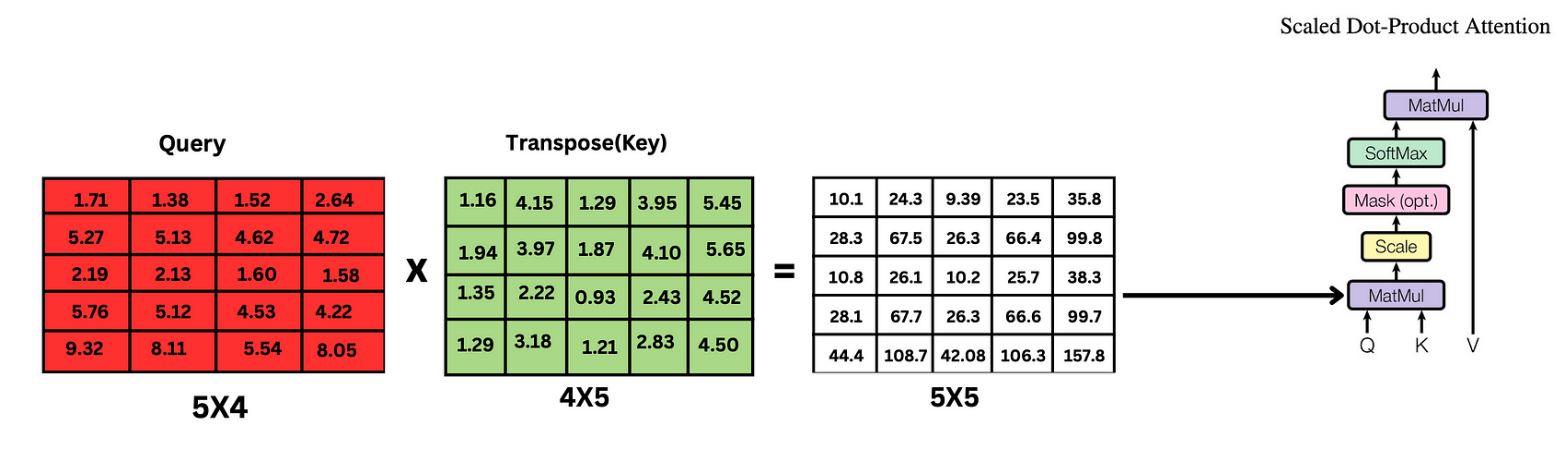 Scaled Dot-Product Attention
Query
1.71 1.38 1.52 2.64
5.27 5.13 4.62 4.72
2.19 2.13 1.60 1.58
5.76 5.12 4.53 4.22
9.32 8.11 5.54 8.05
5X4
X
Transpose(Key)
1.16 4.15 1.29 3.95 5.45
1.94 3.97 1.87 4.10 5.65
1.35 2.22 0.93 2.43 4.52
1.29 3.18 1.21 2.83 4.50
4X5
=
10.1 24.3 9.39 23.5 35.8
28.3 67.5 26.3 66.4 99.8
10.8 26.1 10.2 25.7 38.3
28.1 67.7 26.3 66.6 99.7
44.4 108.7 42.08 106.3 157.8
5X5
MatMul
SoftMax
Mask (opt.)
Scale
MatMul
Q K V